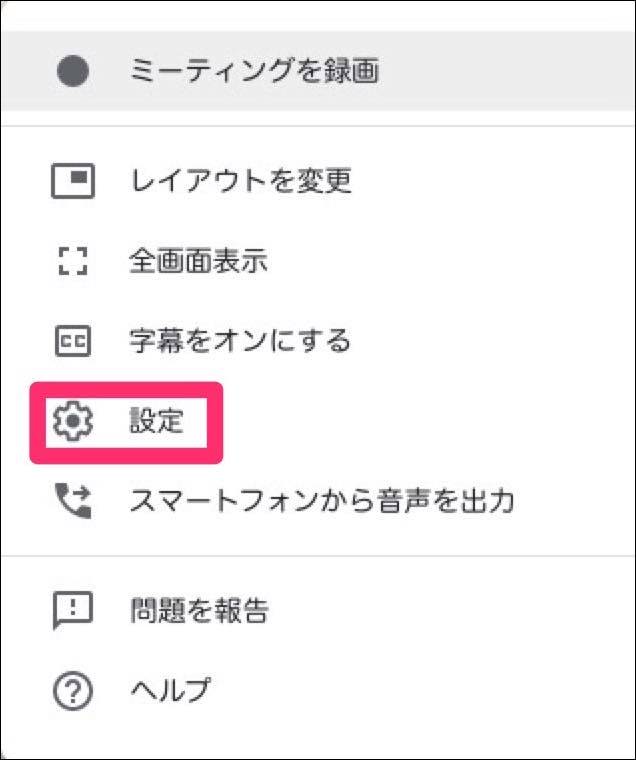 ミーティングを録画
レイアウトを変更
全画面表示
CC
字幕をオンにする
設定
スマートフォンから音声を出力
問題を報告
ヘルプ